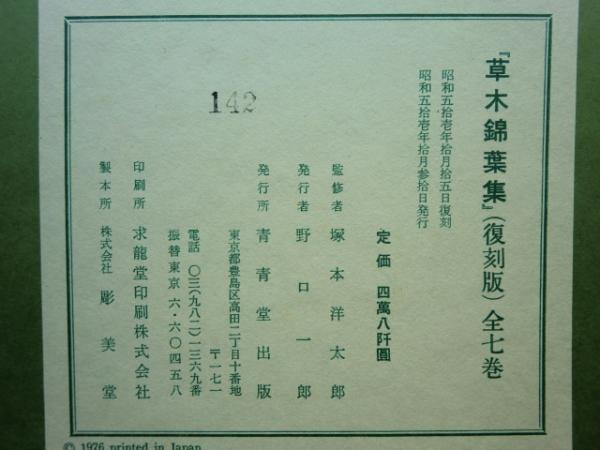 『草木錦葉集』(復刻版)全七巻
昭和五拾壱年拾月拾五日復刻
昭和五拾壱年拾月参拾日発行
定価 四萬八阡圓
監修者 塚本洋太郎
発行者 野口一郎
発行所 青青堂出版
東京都豊島区高田二丁目十番地
〒一七一
電話 〇三(九八二)一三六九番
振替東京 六・六〇四五八
印刷所 求龍堂印刷株式会社
製本所 株式会社 彫美堂
142
© 1976 printed in Japan